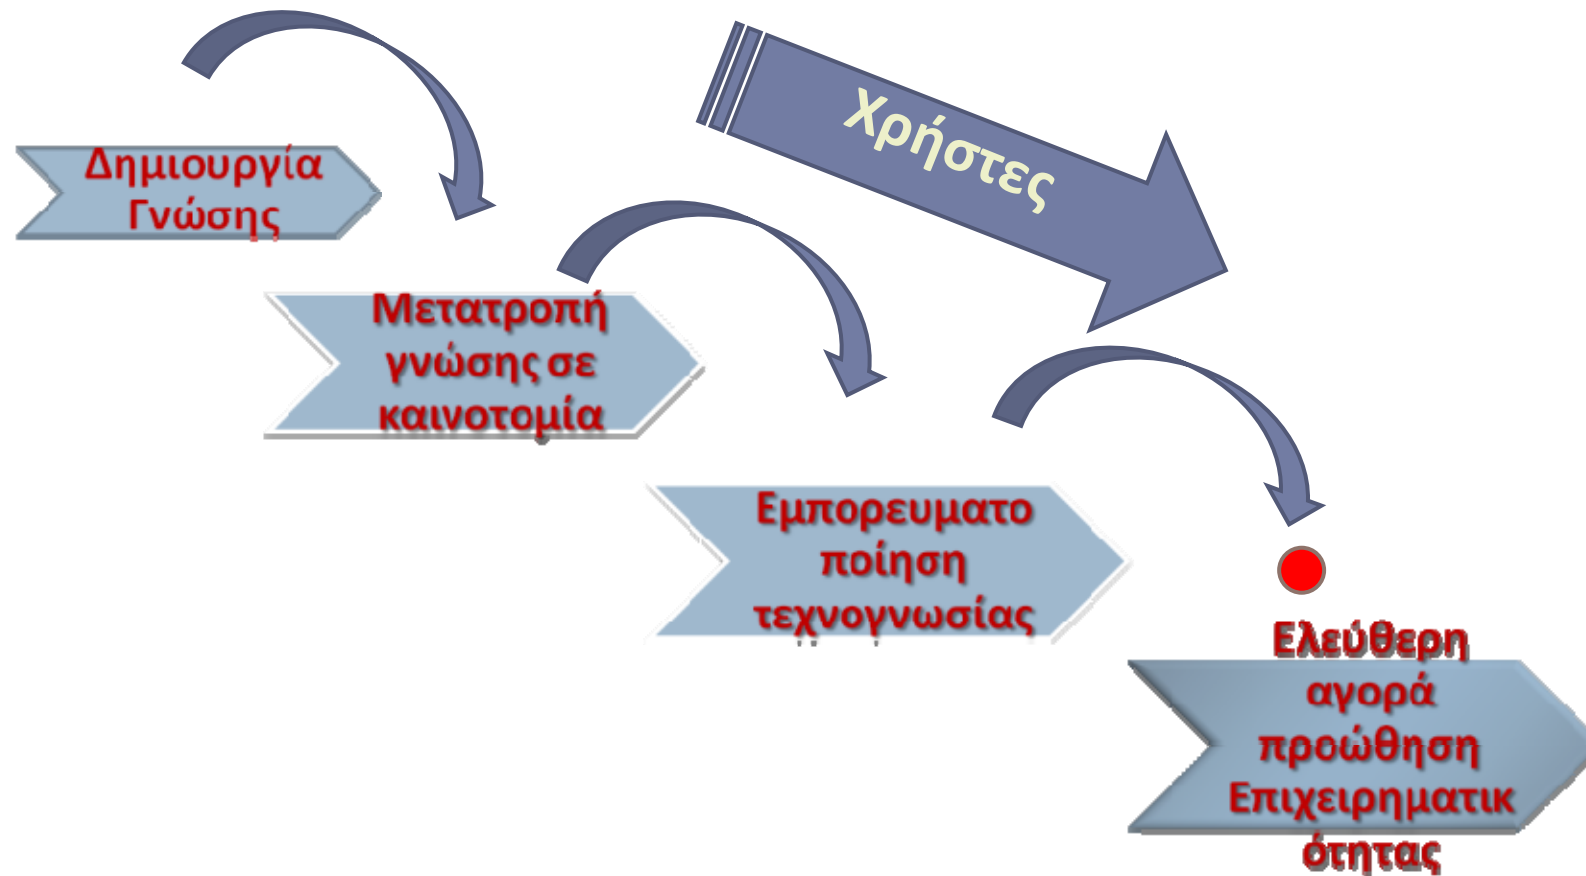 Δημιουργία
Γνώσης
Χρήστες
Μετατροπή
γνώσης σε
καινοτομία
Εμπορευματο
ποίηση
τεχνογνωσίας
Ελεύθερη
αγορά
προώθηση
Επιχειρηματικ
ότητας